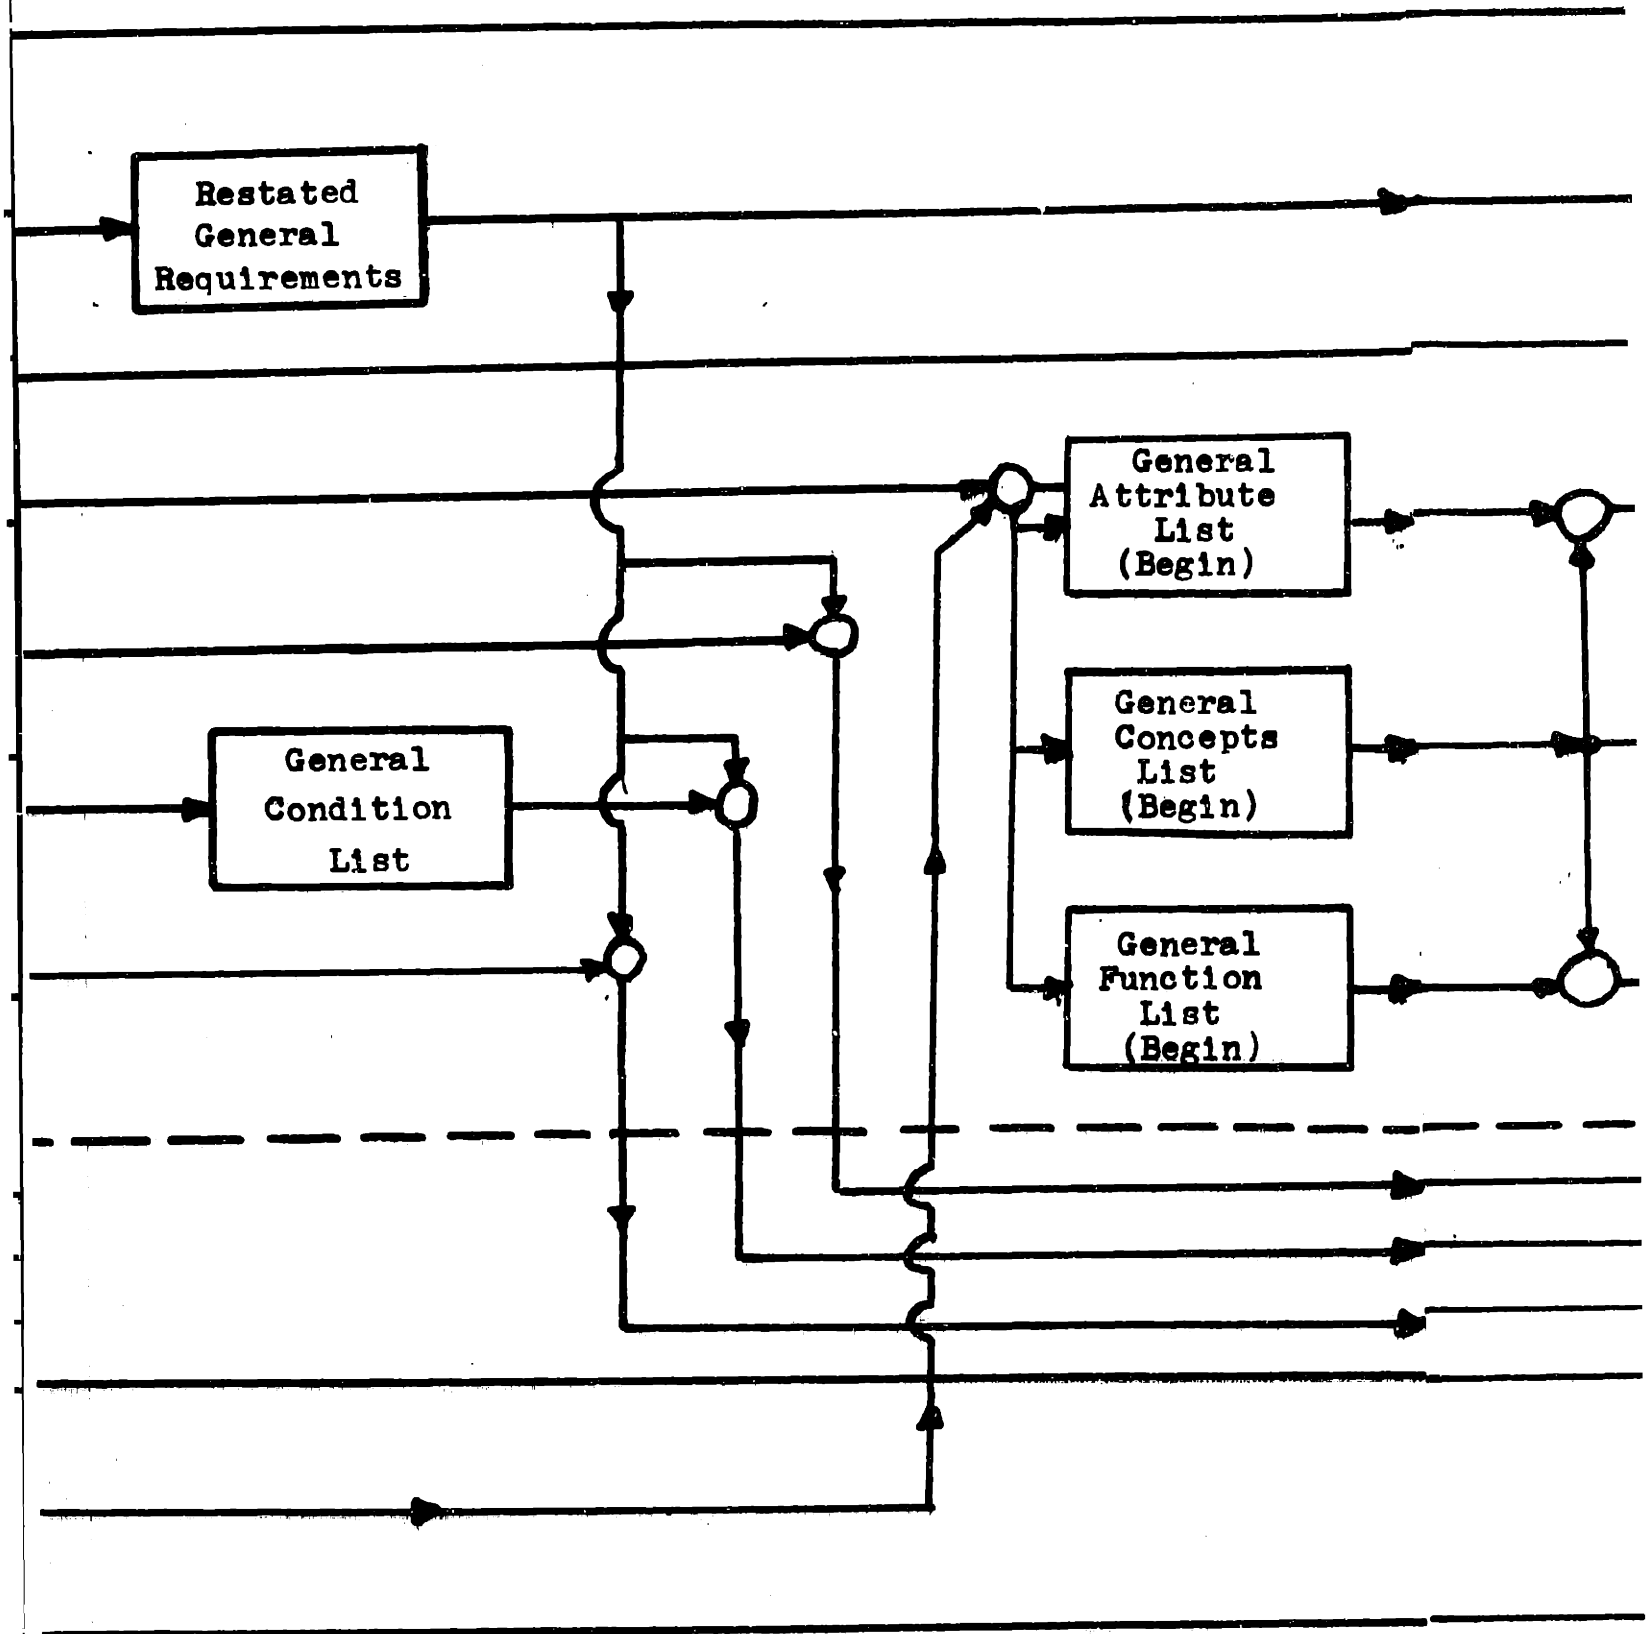 Restated
General
Requirements
General
Attribute
List
(Begin)
General
Concepts
List
(Begin)
General
Condition
List
General
Function
List
(Begin)